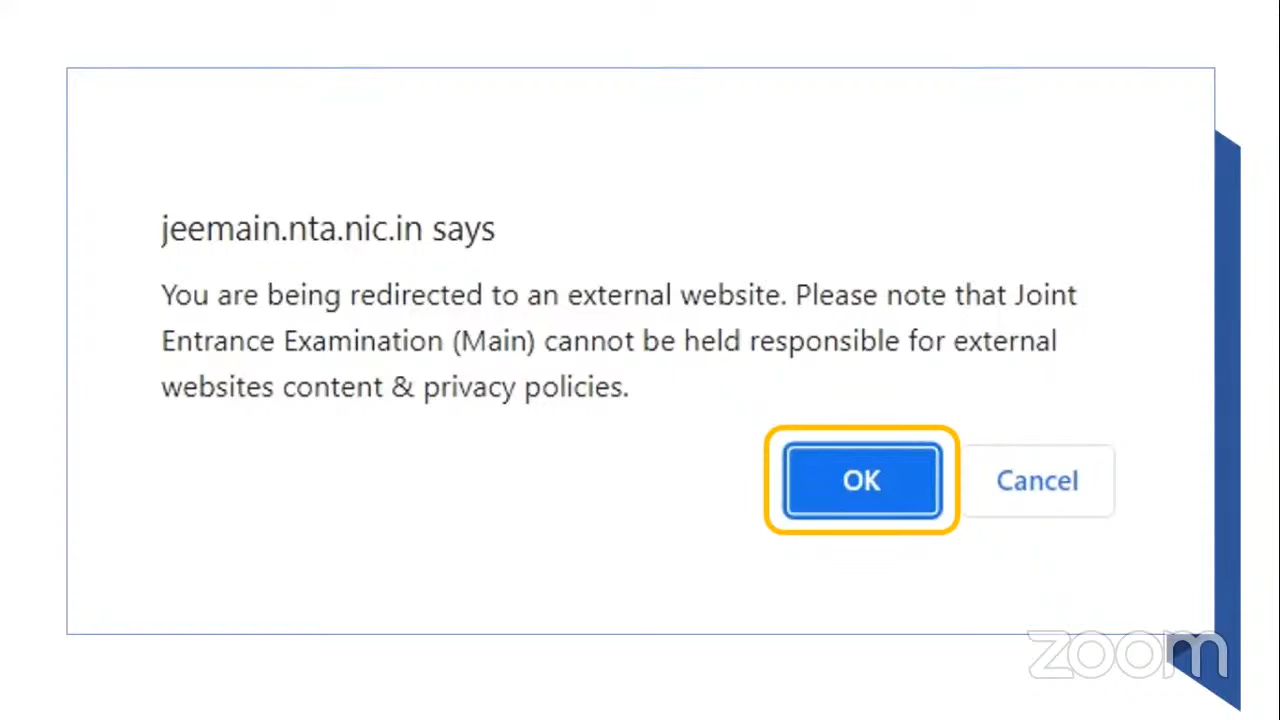 jeemain.nta.nic.in says
You are being redirected to an external website. Please note that Joint
Entrance Examination (Main) cannot be held responsible for external
websites content & privacy policies.
OK
Cancel
zoom